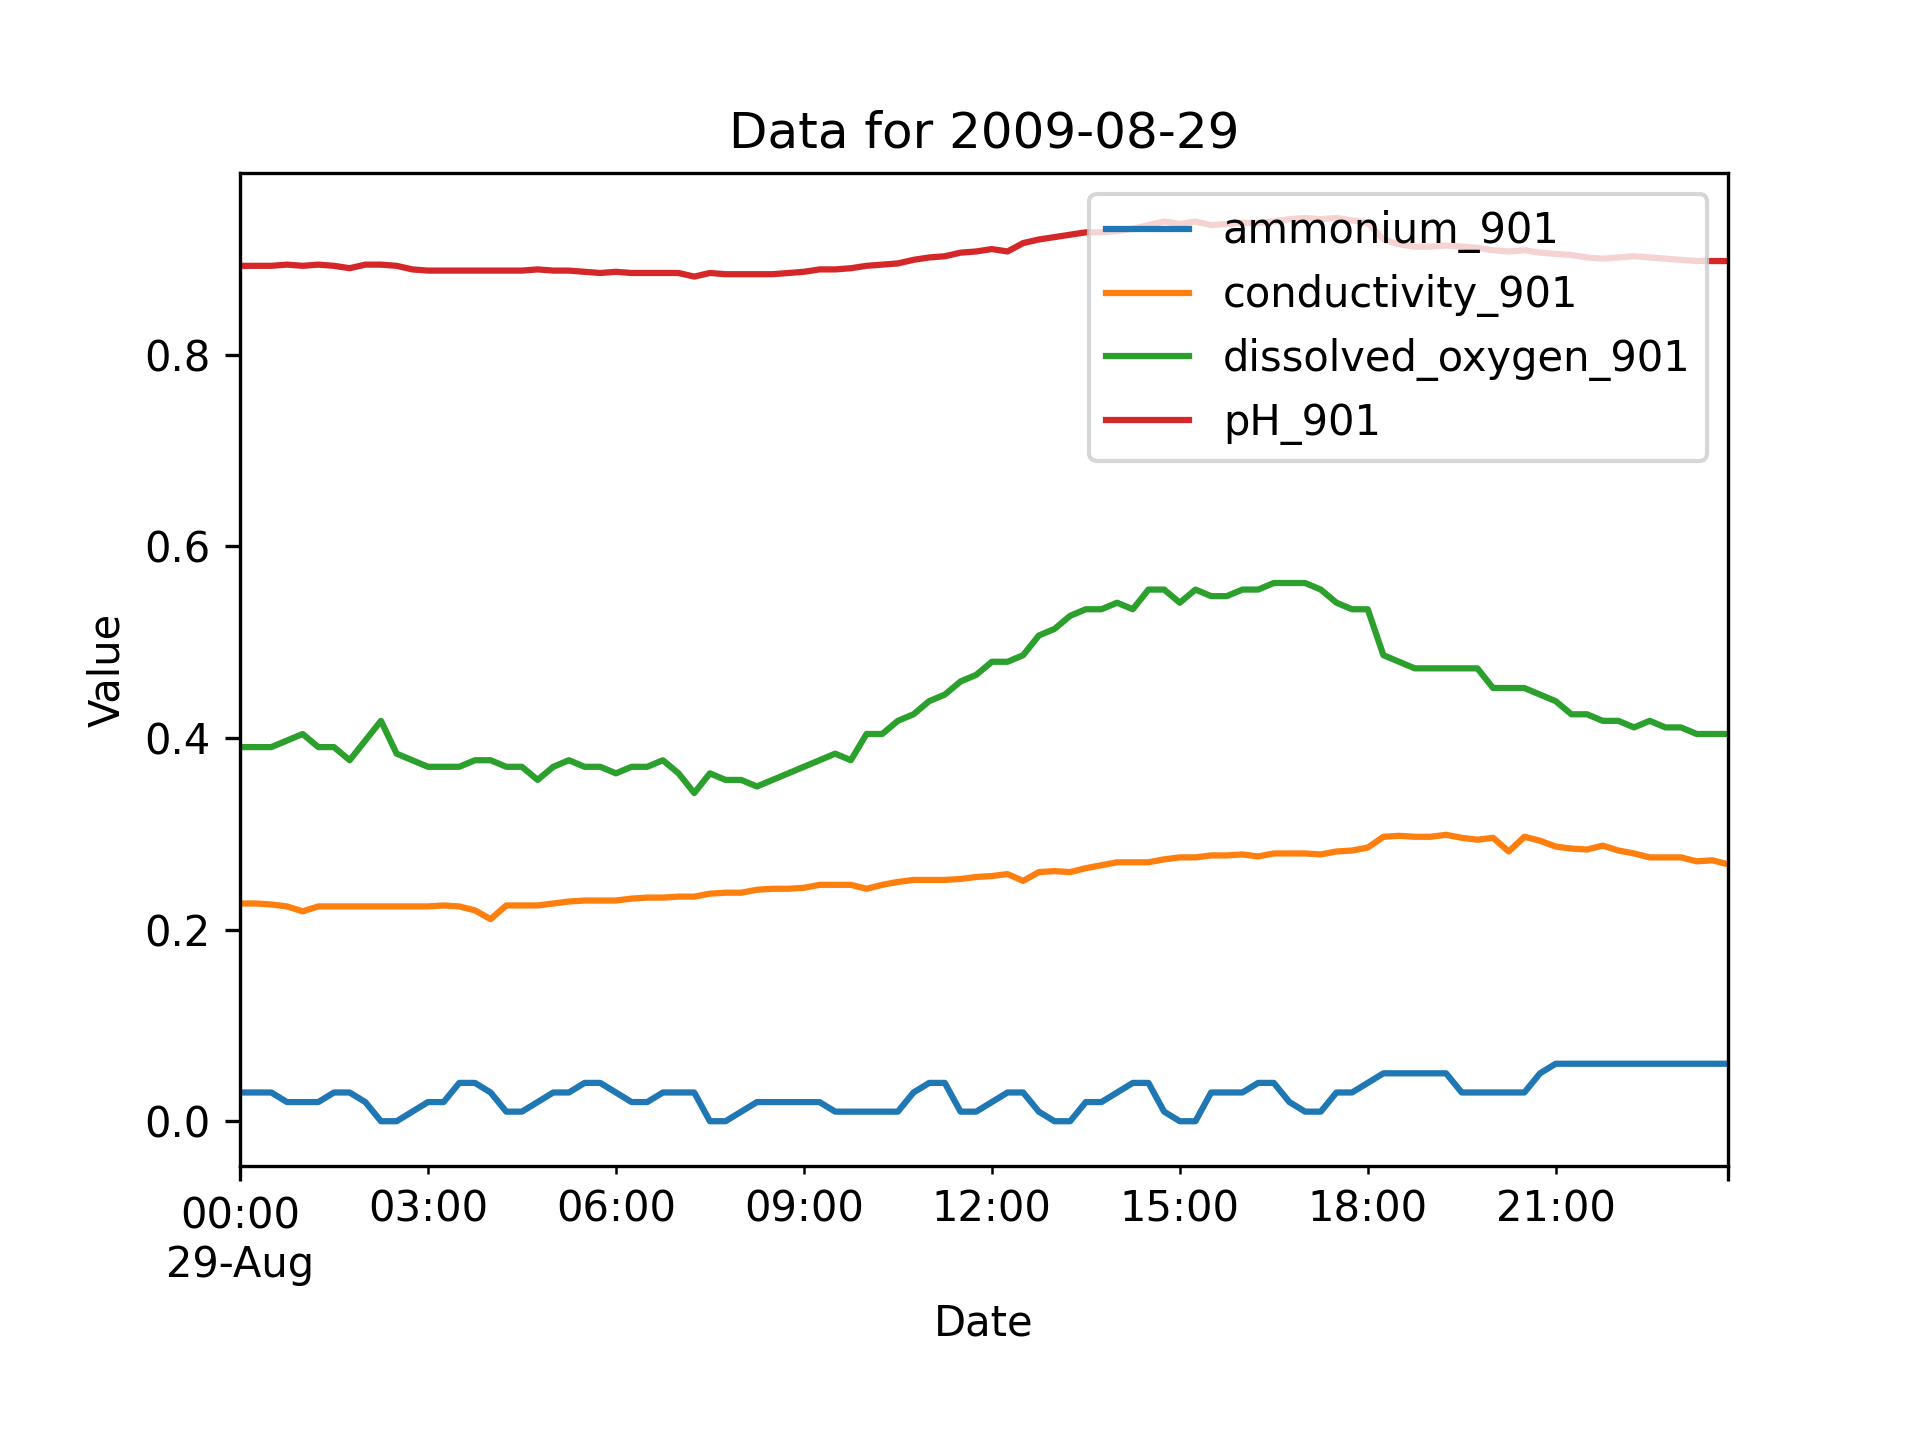 Data for 2009-08-29
ammonium_901
conductivity_901
dissolved_oxygen_901
pH_901
Value
0.8
0.6
0.4
0.2
0.0
00:00 03:00 06:00 09:00 12:00 15:00 18:00 21:00
29-Aug
Date